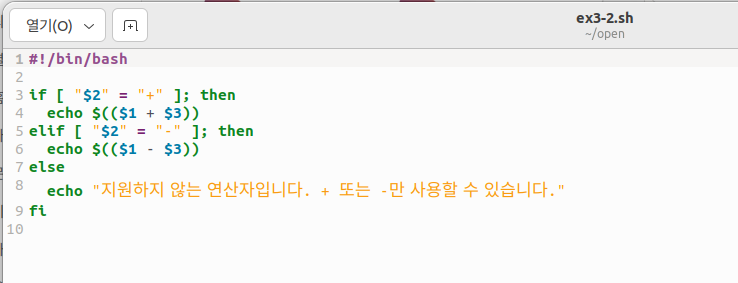 열기(O)
ex3-2.sh
~/open
1 #!/bin/bash
2
3 if [ "$2" = "+" ]; then
4   echo $(($1 + $3))
5 elif [ "$2" = "-" ]; then
6   echo $(($1 - $3))
7 else
8   echo "지원하지 않는 연산자입니다. + 또는 -만 사용할 수 있습니다."
9 fi
10